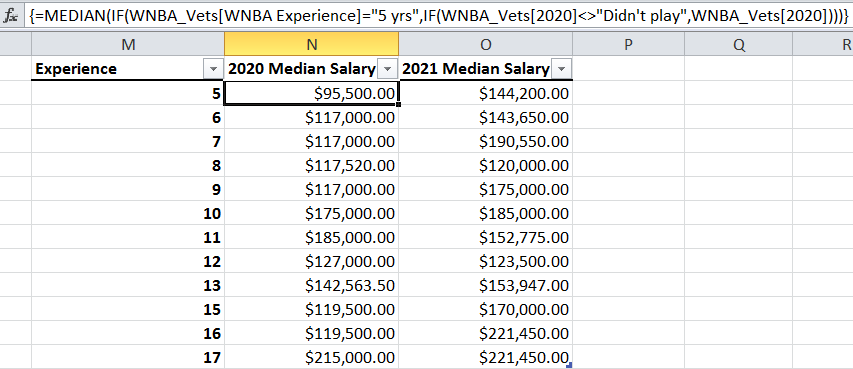 fx {=MEDIAN(IF(WNBA_Vets[WNBA Experience]="5 yrs",IF(WNBA_Vets[2020]<>"Didn't play",WNBA_Vets[2020])))}
M N O P Q R
Experience 2020 Median Salary 2021 Median Salary
5 $95,500.00 $144,200.00
6 $117,000.00 $143,650.00
7 $117,000.00 $190,550.00
8 $117,520.00 $120,000.00
9 $117,000.00 $175,000.00
10 $175,000.00 $185,000.00
11 $185,000.00 $152,775.00
12 $127,000.00 $123,500.00
13 $142,563.50 $153,947.00
15 $119,500.00 $170,000.00
16 $119,500.00 $221,450.00
17 $215,000.00 $221,450.00